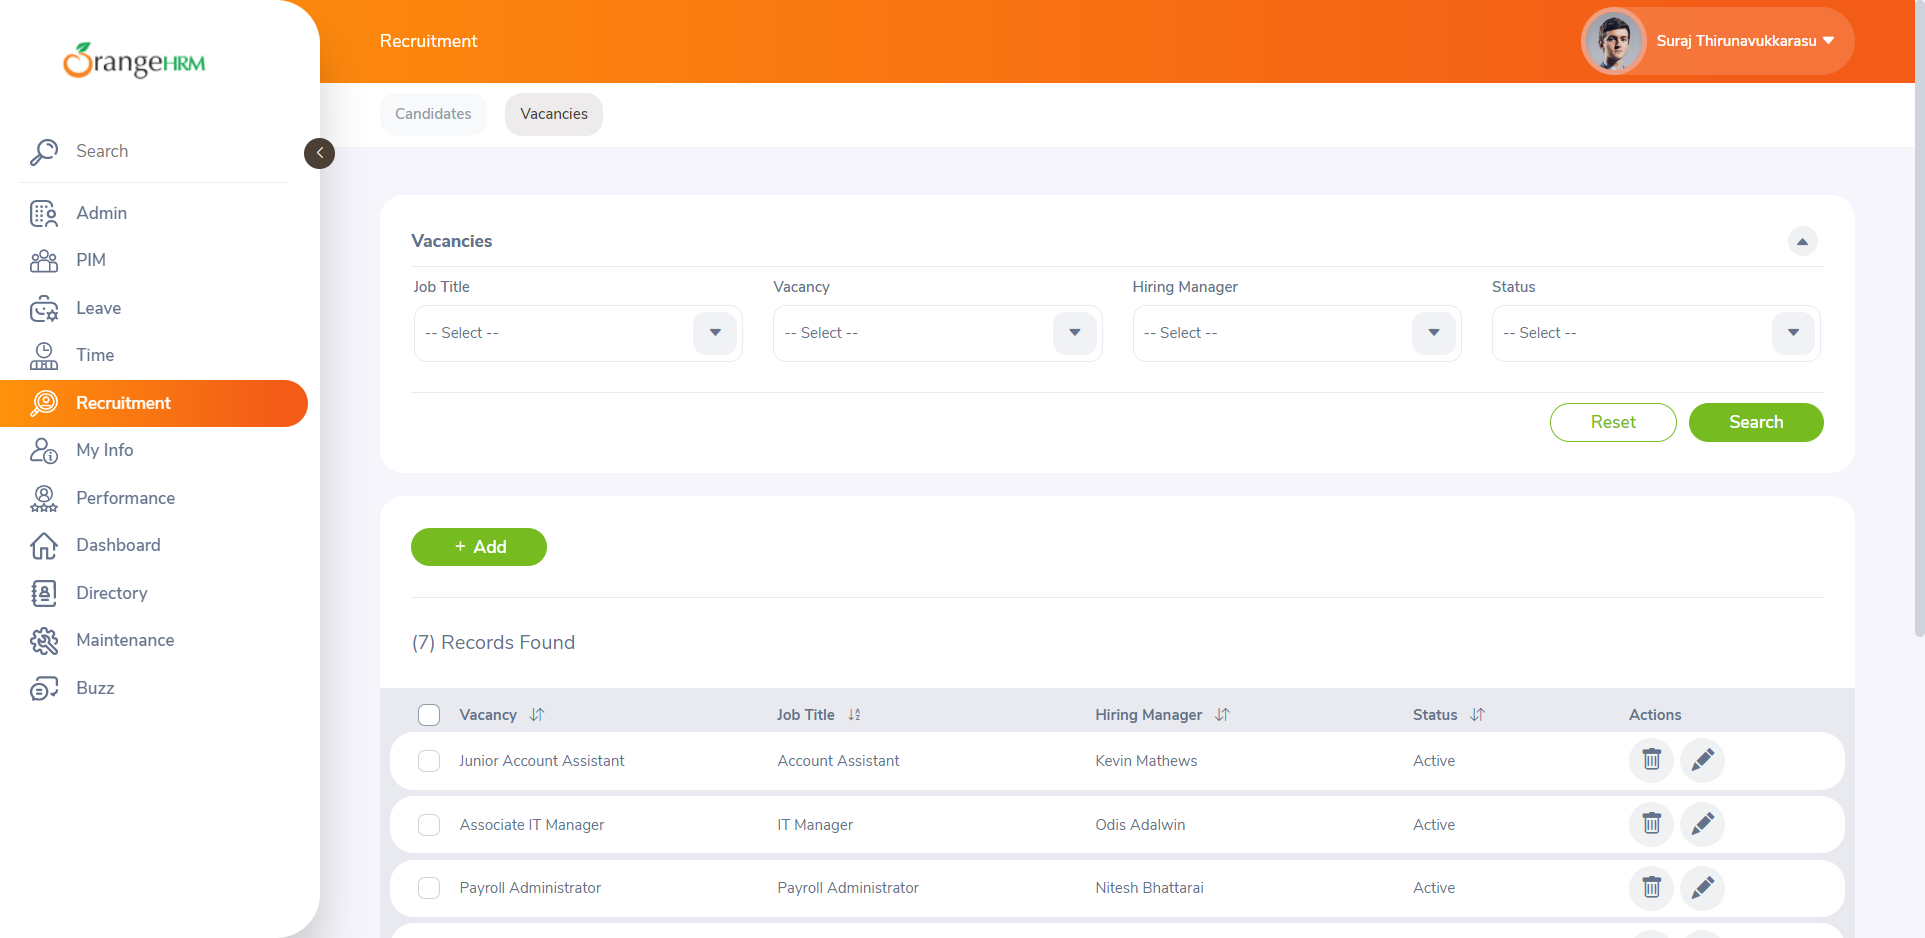 OrangeHRM
Recruitment
Suraj Thirunavukkarasu
Candidates
Vacancies
Search
Admin
PIM
Leave
Time
Recruitment
My Info
Performance
Dashboard
Directory
Maintenance
Buzz
Vacancies
Job Title
Vacancy
Hiring Manager
Status
-- Select --
-- Select --
-- Select --
-- Select --
Reset
Search
+ Add
(7) Records Found
Vacancy
Job Title
Hiring Manager
Status
Actions
Junior Account Assistant
Account Assistant
Kevin Mathews
Active
Associate IT Manager
IT Manager
Odis Adalwin
Active
Payroll Administrator
Payroll Administrator
Nitesh Bhattarai
Active